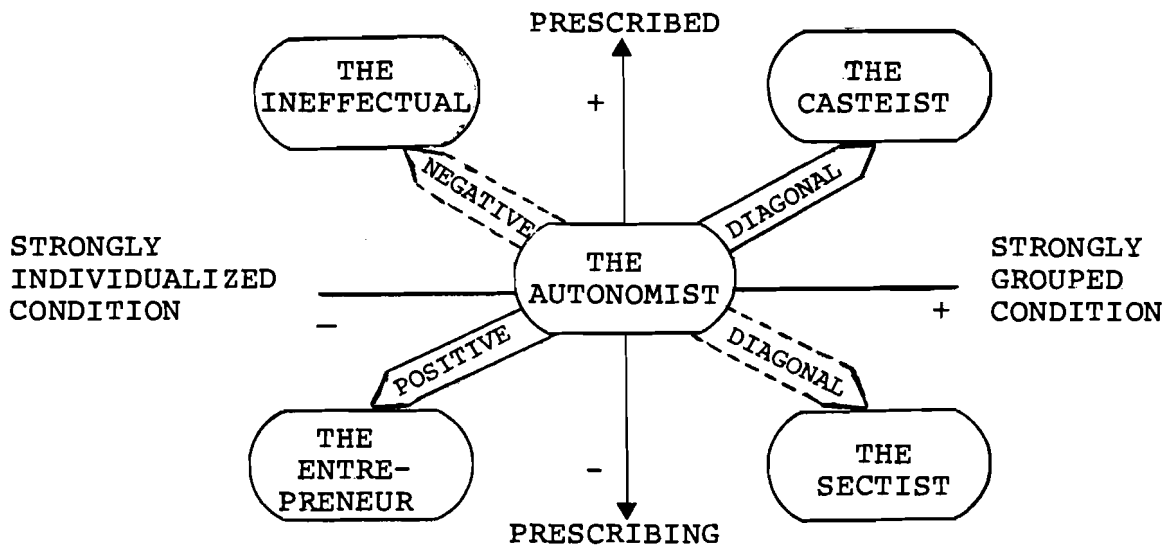 PRESCRIBED
THE
INEFFECTUAL
+
THE
CASTEIST
NEGATIVE
DIAGONAL
STRONGLY
INDIVIDUALIZED
CONDITION
THE
AUTONOMIST
STRONGLY
GROUPED
CONDITION
−
+
POSITIVE
DIAGONAL
THE
ENTRE-
PRENEUR
−
THE
SECTIST
PRESCRIBING